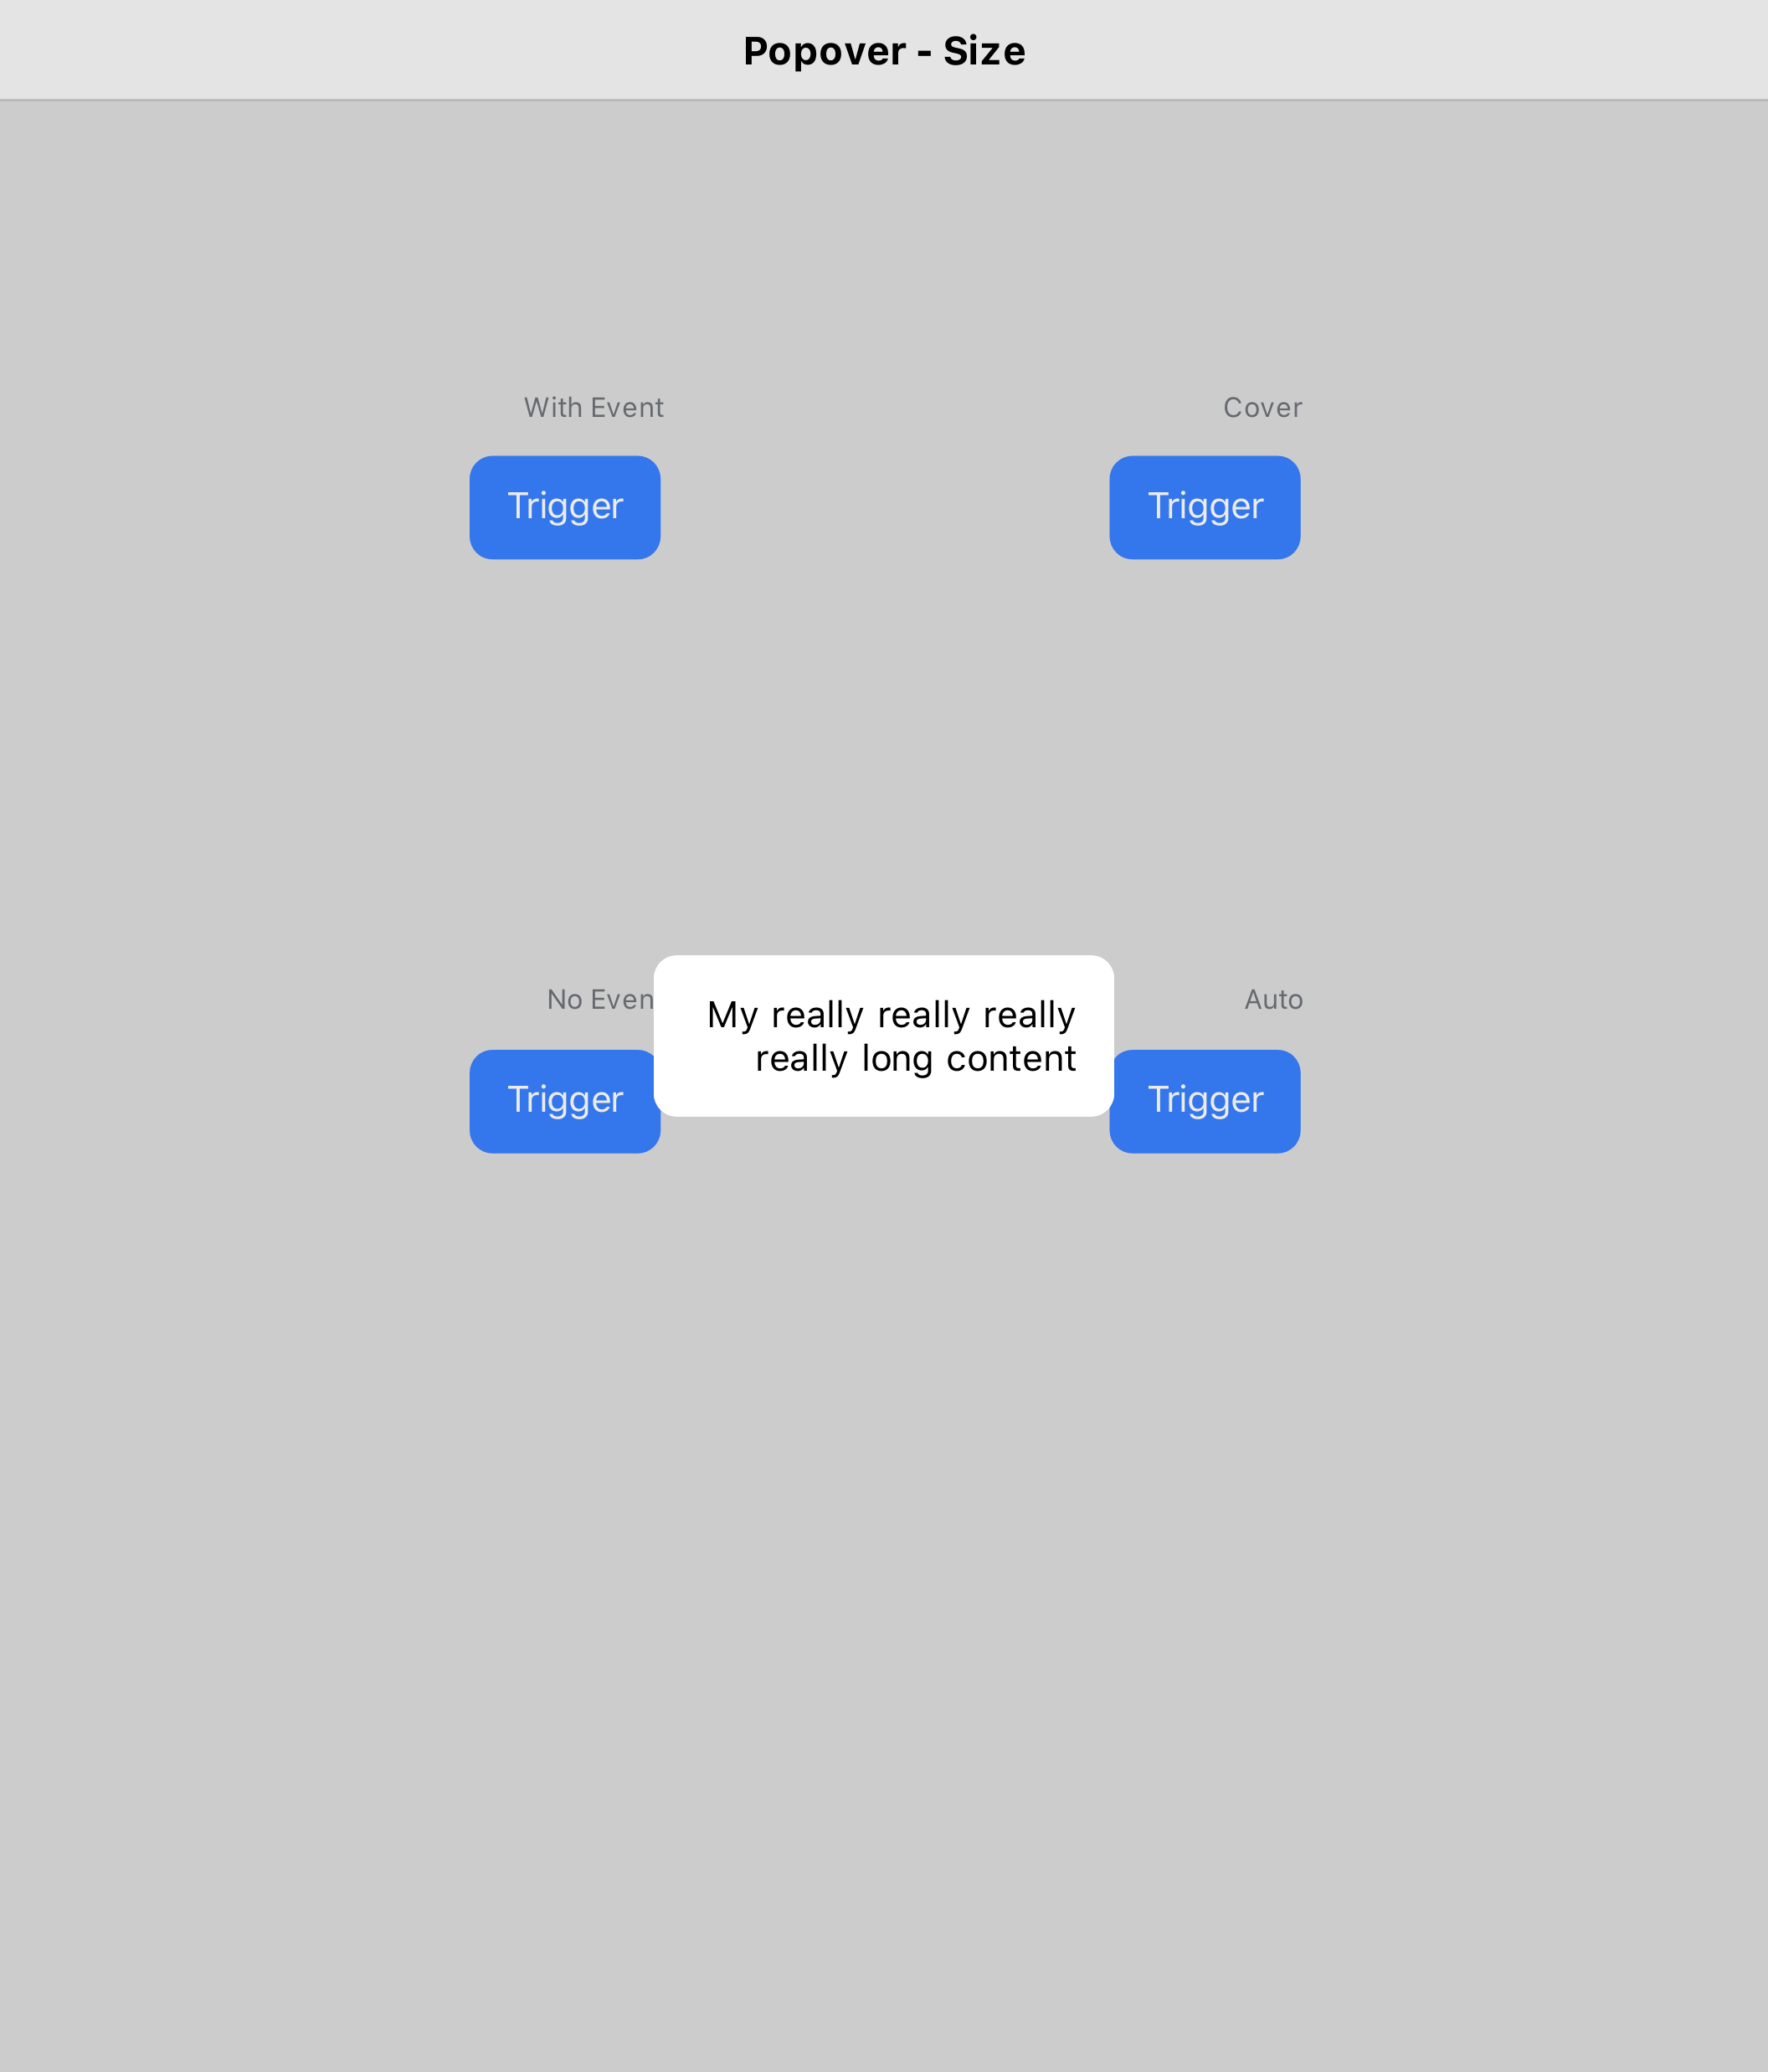 Popover - Size
With Event
Cover
Trigger
Trigger
No Even
Auto
My really really really
really long content
Trigger
Trigger